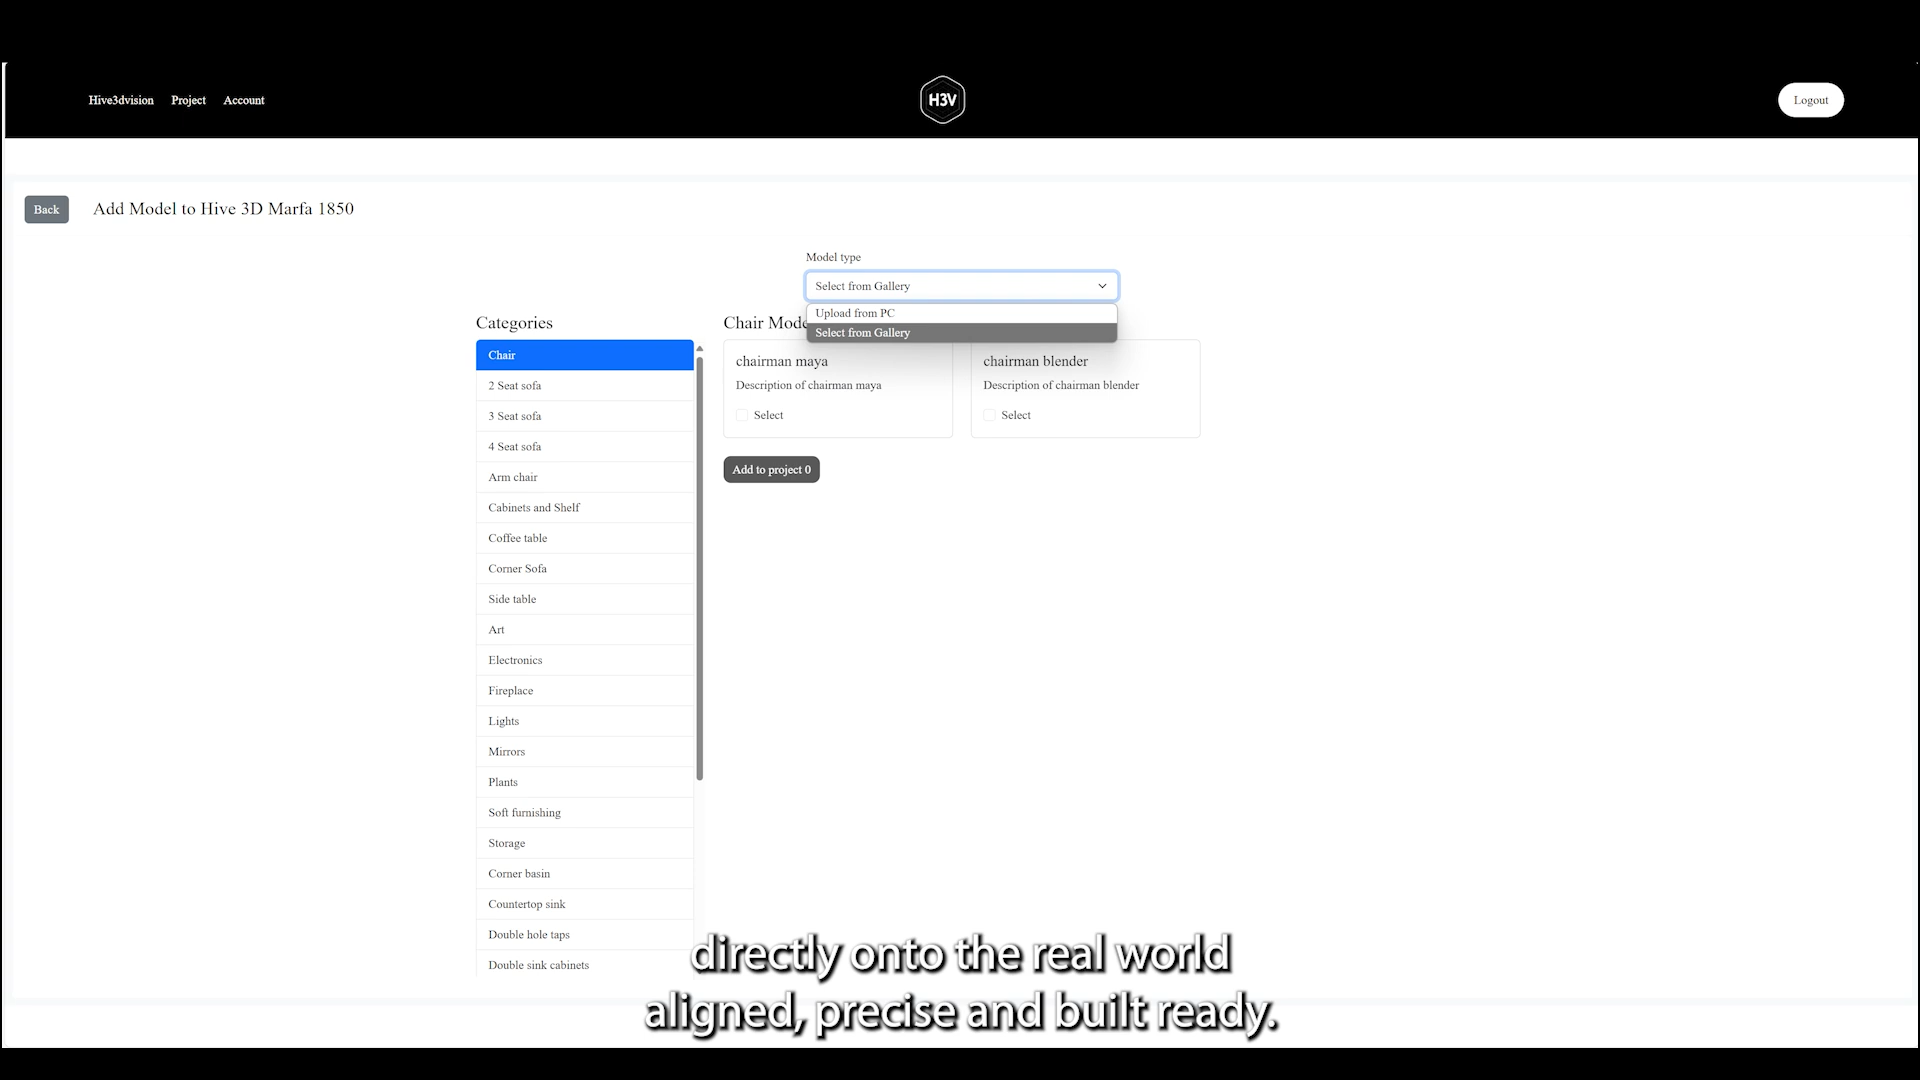 Hive3dvision Project Account
H3V
Logout
Back
Add Model to Hive 3D Marfa 1850
Model type
Select from Gallery
Upload from PC
Select from Gallery
Categories
Chair
2 Seat sofa
3 Seat sofa
4 Seat sofa
Arm chair
Cabinets and Shelf
Coffee table
Corner Sofa
Side table
Art
Electronics
Fireplace
Lights
Mirrors
Plants
Soft furnishing
Storage
Corner basin
Countertop sink
Double hole taps
Double sink cabinets
Chair Mode
chairman maya
Description of chairman maya
Select
chairman blender
Description of chairman blender
Select
Add to project 0
directly onto the real world
aligned, precise and built ready.